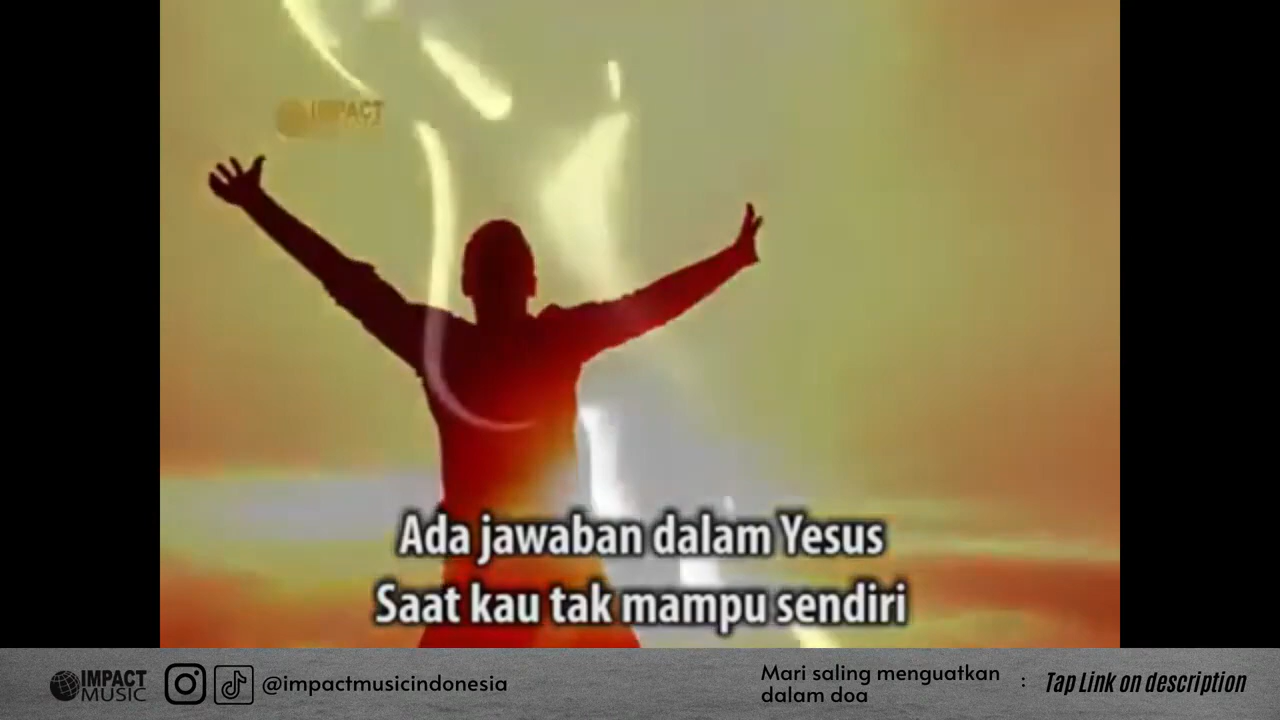 IMPACT
Ada jawaban dalam Yesus
Saat kau tak mampu sendiri
IMPACT
MUSIC
@impactmusicindonesia
Mari saling menguatkan
dalam doa
:
Tap Link on description